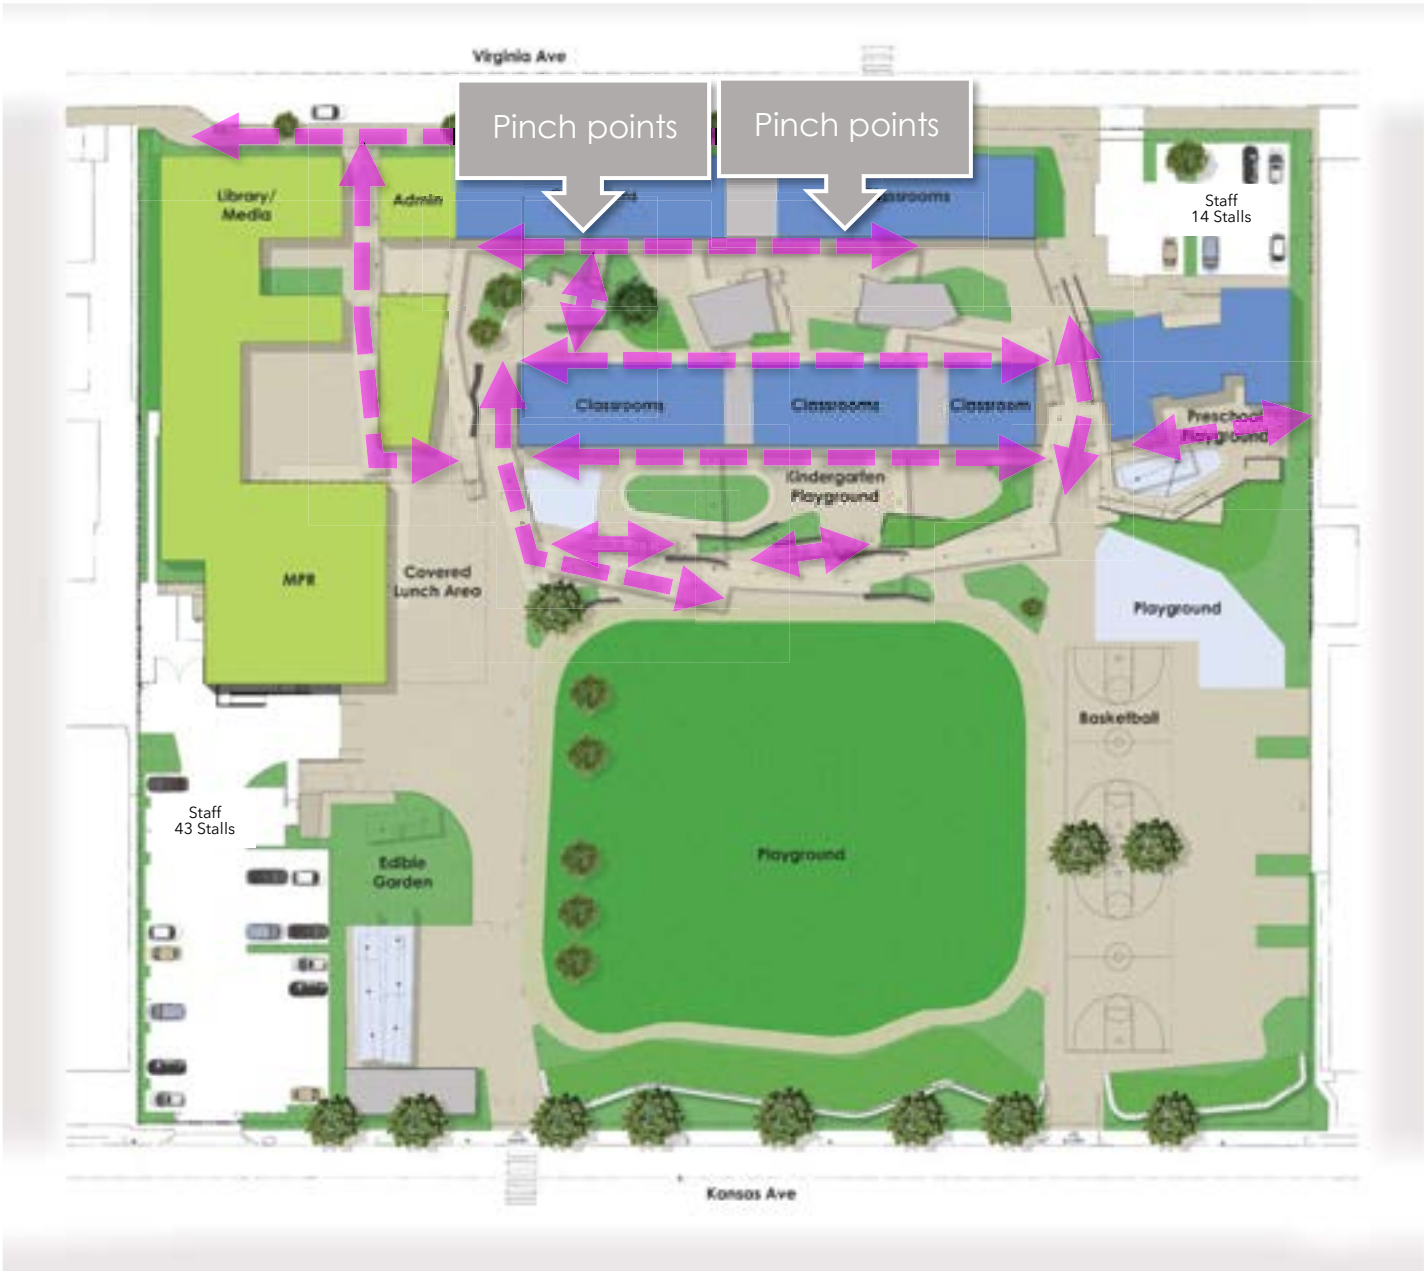 Virginia Ave
Pinch points
Pinch points
Library/
Media
Admin
Staff
14 Stalls
Classrooms
Classrooms
Classroom
Preschool
Playground
Kindergarten
Playground
MPR
Covered
Lunch Area
Playground
Basketball
Staff
43 Stalls
Edible
Garden
Playground
Kansas Ave